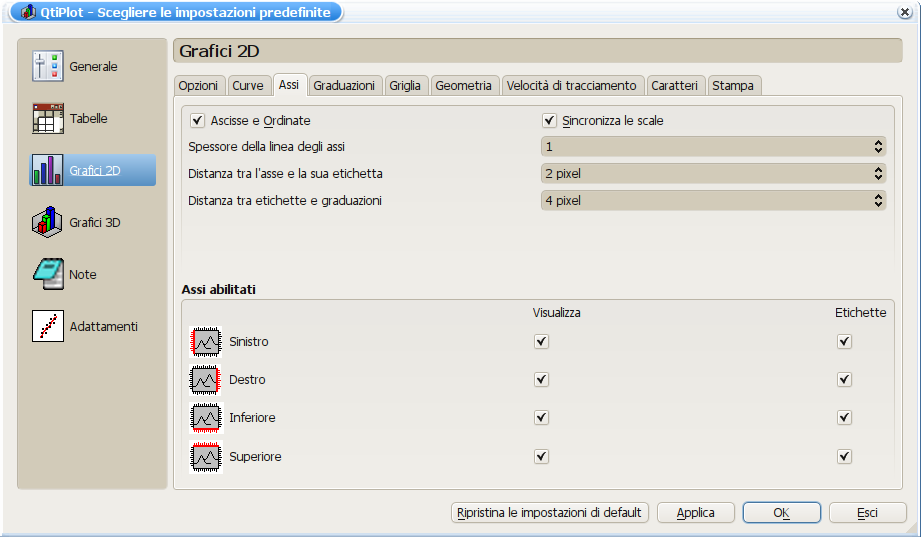 QtiPlot - Scegliere le impostazioni predefinite
Generale
Tabelle
Grafici 2D
Grafici 3D
Note
Adattamenti
Grafici 2D
Opzioni Curve Assi Graduazioni Griglia Geometria Velocità di tracciamento Caratteri Stampa
Ascisse e Ordinate Sincronizza le scale
Spessore della linea degli assi 1
Distanza tra l'asse e la sua etichetta 2 pixel
Distanza tra etichette e graduazioni 4 pixel
Assi abilitati
Visualizza Etichette
Sinistro
Destro
Inferiore
Superiore
Ripristina le impostazioni di default Applica OK Esci